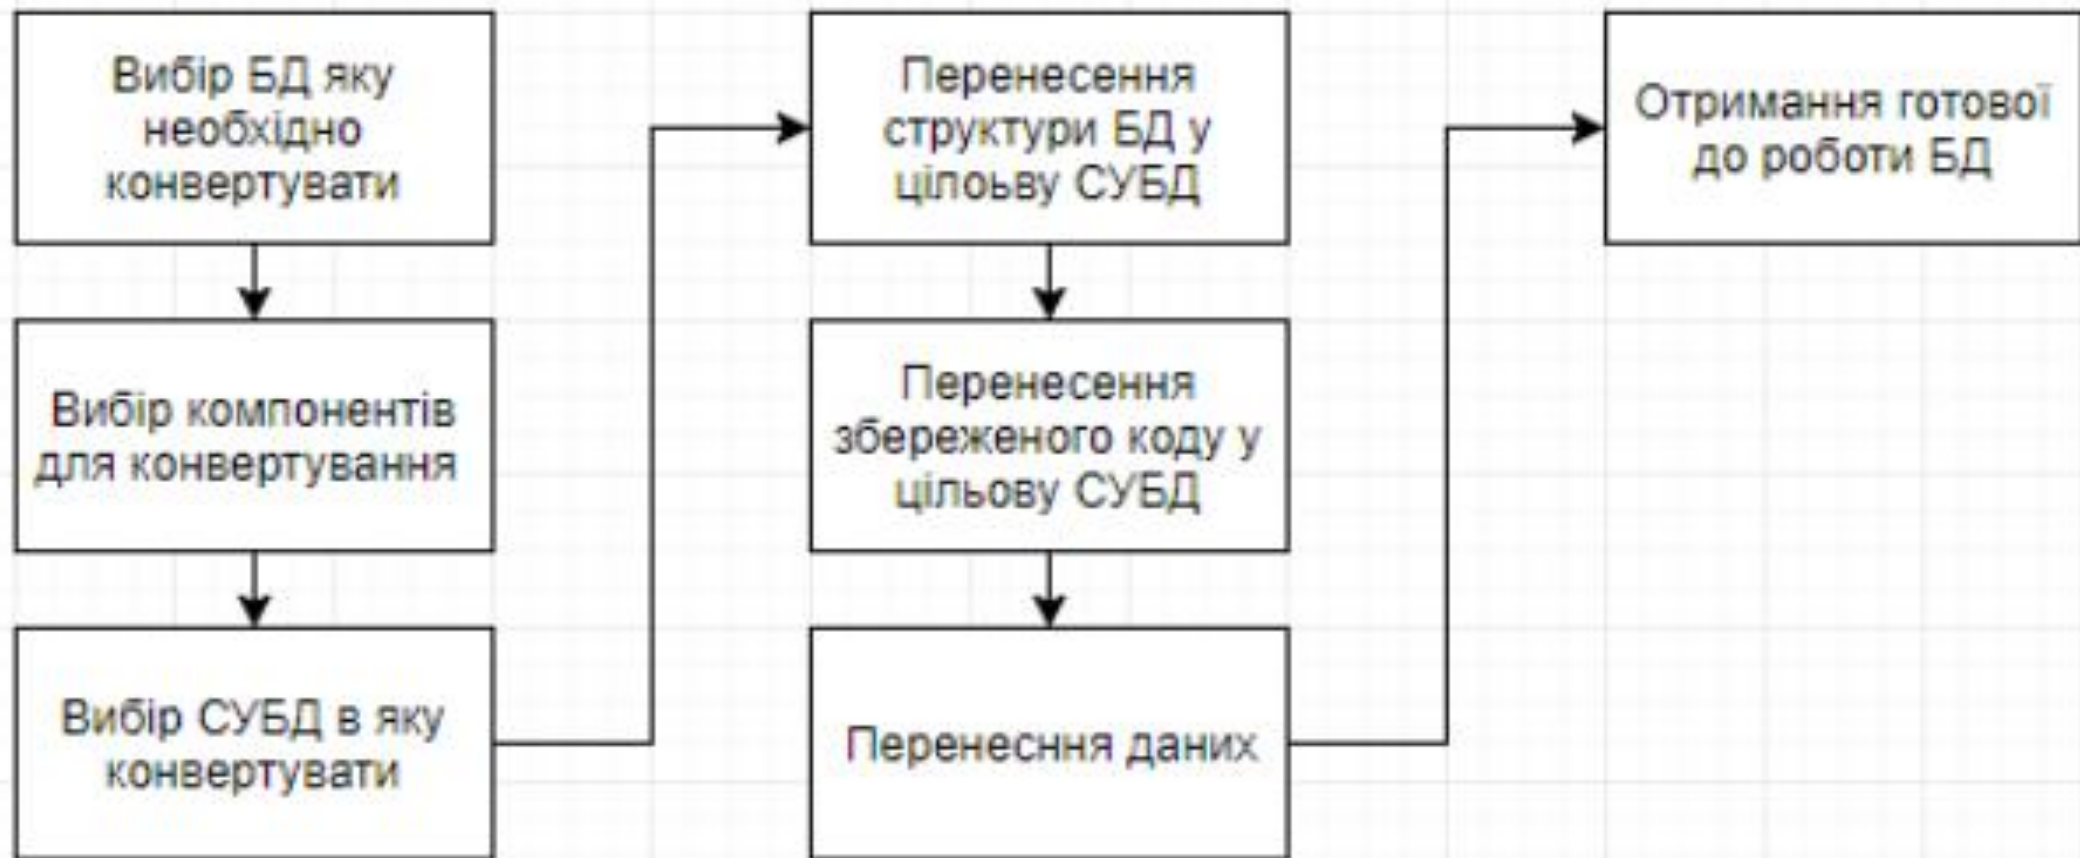 Вибір БД яку
необхідно
конвертувати
Вибір компонентів
для конвертування
Вибір СУБД в яку
конвертувати
Перенесення
структури БД у
цілоьву СУБД
Перенесення
збереженого коду у
цільову СУБД
Перенесння даних
Отримання готової
до роботи БД